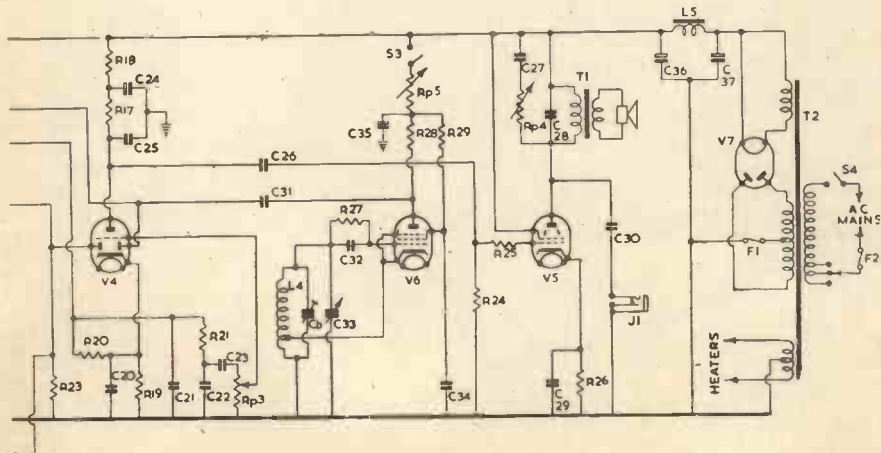 L5
S3
R18
C24
C27
C36
C
37
T1
Rp5
R17
T2
Rp4
C35
R28
R29
C
28
C25
V7
C26
S4
C31
AC
MAINS
R27
C30
F1
F2
C32
R25
V4
V6
V5
L4
Cb
C33
R24
J1
R21
R20
C23
HEATERS
R23
C20
R19
C21
C22
Rp3
C34
C
29
R26